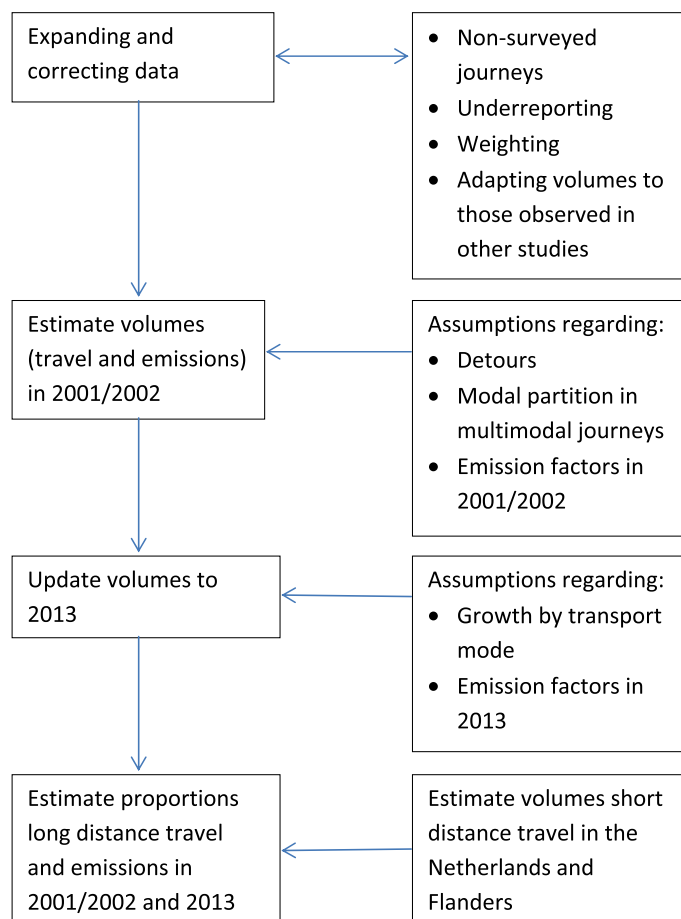 Expanding and
correcting data
• Non-surveyed
journeys
• Underreporting
• Weighting
• Adapting volumes to
those observed in
other studies
Estimate volumes
(travel and emissions)
in 2001/2002
Assumptions regarding:
• Detours
• Modal partition in
multimodal journeys
• Emission factors in
2001/2002
Update volumes to
2013
Assumptions regarding:
• Growth by transport
mode
• Emission factors in
2013
Estimate proportions
long distance travel
and emissions in
2001/2002 and 2013
Estimate volumes short
distance travel in the
Netherlands and
Flanders